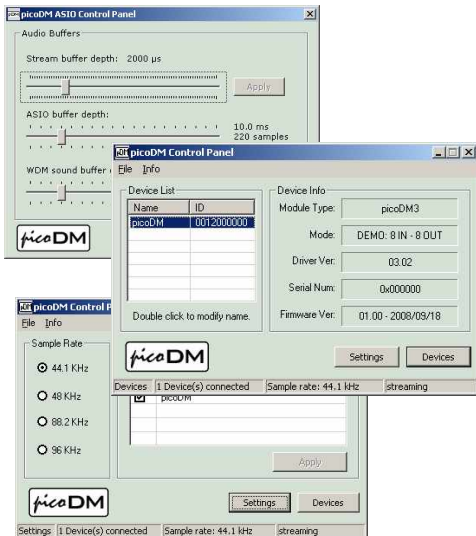 picoDM ASIO Control Panel
Audio Buffers
Stream buffer depth: 2000 µs
Apply
ASIO buffer depth:
10.0 ms
220 samples
WDM sound buffer
picoDM
picoDM Control Panel
File Info
Device List
Name ID
picoDM 0012000000
Double click to modify name.
Device Info
Module Type: picoDM3
Mode: DEMO: 8 IN - 8 OUT
Driver Ver: 03.02
Serial Num: 0x000000
Firmware Ver: 01.00 - 2008/09/18
picoDM
Settings Devices
Devices 1 Device(s) connected Sample rate: 44.1 kHz streaming
picoDM Control P
File Info
Sample Rate
44.1 KHz
48 KHz
88.2 KHz
96 KHz
picoDM
Apply
picoDM
Settings Devices
Settings 1 Device(s) connected Sample rate: 44.1 kHz streaming